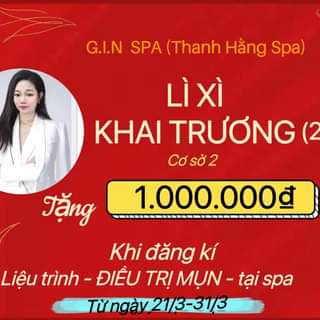 G.I.N SPA (Thanh Hằng Spa)
LÌ XÌ
KHAI TRƯƠNG (2
Cơ sở 2
Tặng 1.000.000₫
Khi đăng kí
Liệu trình - ĐIỀU TRỊ MỤN - tại spa
Từ ngày 21/3-31/3